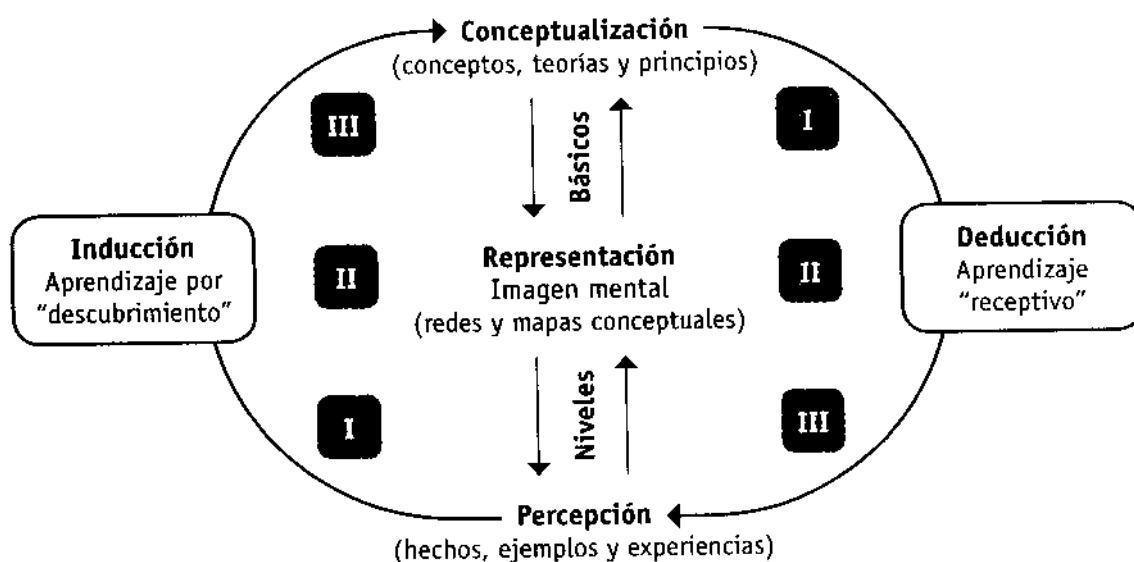 Conceptualización
(conceptos, teorías y principios)
III
I
Básicos
Inducción
Aprendizaje por
“descubrimiento”
II
Representación
Imagen mental
(redes y mapas conceptuales)
II
Deducción
Aprendizaje
“receptivo”
I
Niveles
III
Percepción
(hechos, ejemplos y experiencias)